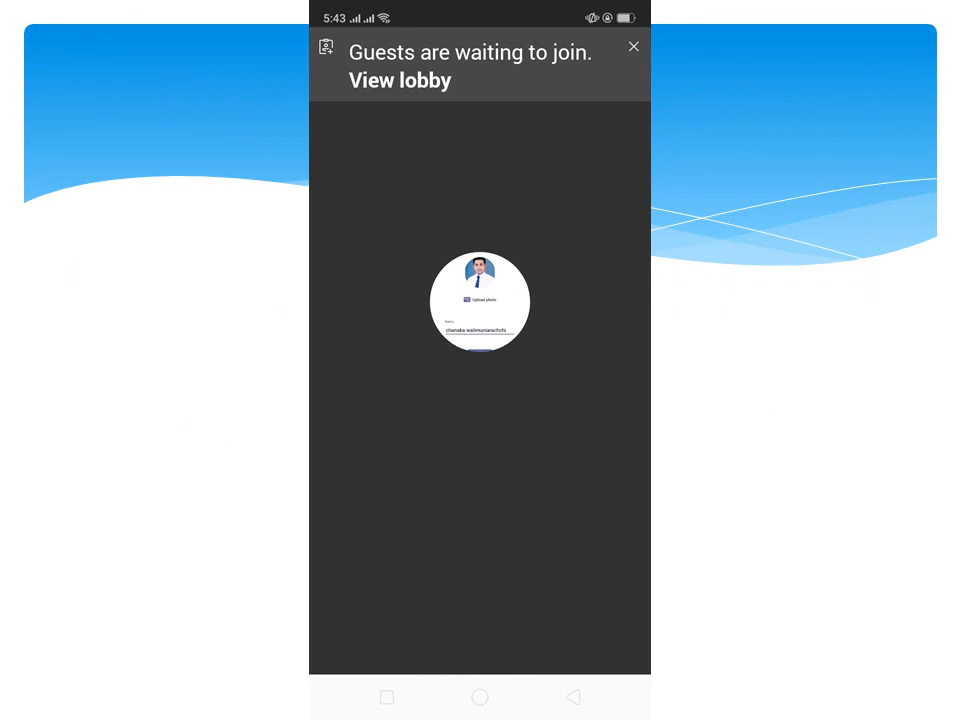 5:43
Guests are waiting to join.
View lobby
Upload photo
Name
chanaka walimuniarachchi